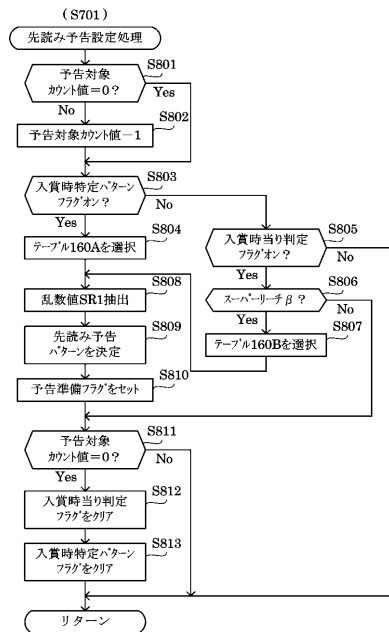 (S701)
先読み予告設定処理
S801
予告対象
カウント値=0?
Yes
No
S802
予告対象カウント値-1
S803
入賞時特定パターン
フラグオン?
No
Yes
S804
テーブル160Aを選択
S805
入賞時当り判定
フラグオン?
No
Yes
S806
スーパーリーチβ?
No
Yes
S807
テーブル160Bを選択
S808
乱数値SR1抽出
S809
先読み予告
パターンを決定
S810
予告準備フラグをセット
S811
予告対象
カウント値=0?
No
Yes
S812
入賞時当り判定
フラグをクリア
S813
入賞時特定パターン
フラグをクリア
リターン